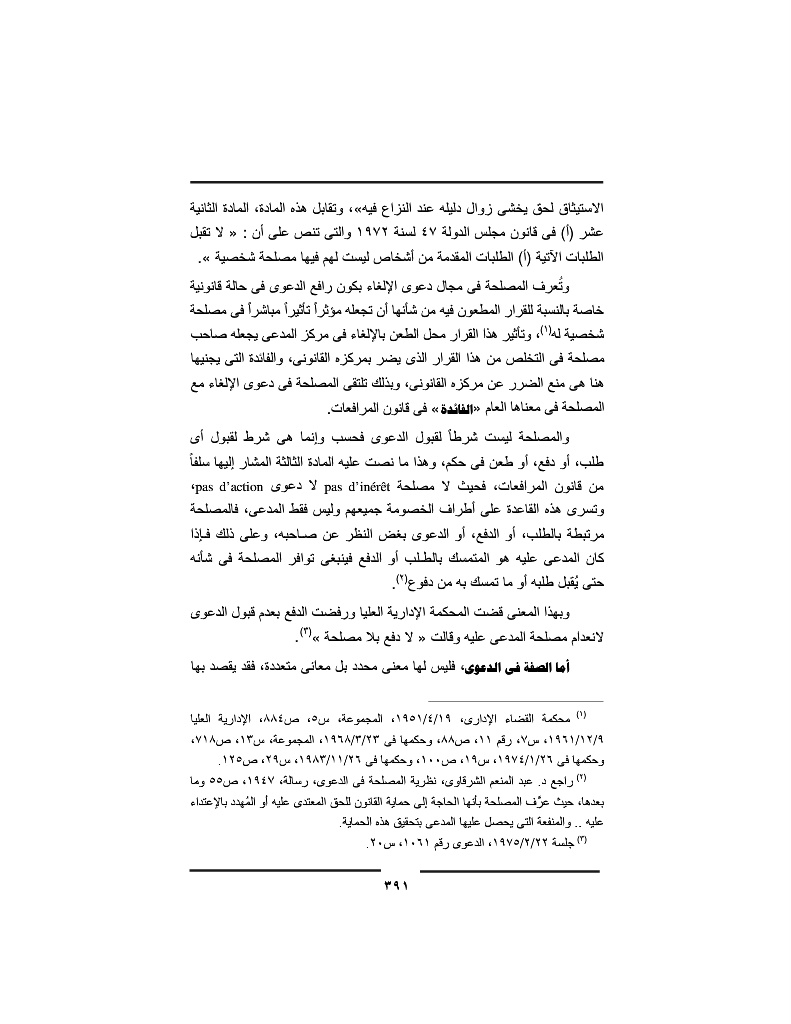 الاستيثاق لحق يخشى زوال دليله عند النزاع فيه»، وتقابل هذه المادة، المادة الثانية
عشر (أ) فى قانون مجلس الدولة ٤٧ لسنة ١٩٧٢ والتى تنص على أن : « لا تقبل
الطلبات الآتية (أ) الطلبات المقدمة من أشخاص ليست لهم فيها مصلحة شخصية ».
وتُعرف المصلحة فى مجال دعوى الإلغاء بكون رافع الدعوى فى حالة قانونية
خاصة بالنسبة للقرار المطعون فيه من شأنها أن تجعله مؤثراً تأثيراً مباشراً فى مصلحة
شخصية له(١)، وتأثير هذا القرار محل الطعن بالإلغاء فى مركز المدعى يجعله صاحب
مصلحة فى التخلص من هذا القرار الذى يضر بمركزه القانونى، والفائدة التى يجنيها
هنا هى منع الضرر عن مركزه القانونى، وبذلك تلتقى المصلحة فى دعوى الإلغاء مع
المصلحة فى معناها العام «الفائدة» فى قانون المرافعات.
والمصلحة ليست شرطاً لقبول الدعوى فحسب وإنما هى شرط لقبول أى
طلب، أو دفع، أو طعن فى حكم، وهذا ما نصت عليه المادة الثالثة المشار إليها سلفاً
من قانون المرافعات، فحيث لا مصلحة pas d’inérêt لا دعوى pas d’action،
وتسرى هذه القاعدة على أطراف الخصومة جميعهم وليس فقط المدعى، فالمصلحة
مرتبطة بالطلب، أو الدفع، أو الدعوى بغض النظر عن صاحبه، وعلى ذلك فإذا
كان المدعى عليه هو المتمسك بالطلب أو الدفع فينبغى توافر المصلحة فى شأنه
حتى يُقبل طلبه أو ما تمسك به من دفوع(٢).
وبهذا المعنى قضت المحكمة الإدارية العليا ورفضت الدفع بعدم قبول الدعوى
لانعدام مصلحة المدعى عليه وقالت « لا دفع بلا مصلحة »(٣).
أما الصفة فى الدعوى، فليس لها معنى محدد بل معانى متعددة، فقد يقصد بها
(١) محكمة القضاء الإدارى، ١٩٥١/٤/١٩، المجموعة، س٥، ص٨٨٤، الإدارية العليا
١٩٦١/١٢/٩، س٧، رقم ١١، ص٨٨، وحكمها فى ١٩٦٨/٣/٢٣، المجموعة، س١٣، ص٧١٨،
وحكمها فى ١٩٧٤/١/٢٦، س١٩، ص١٠٠، وحكمها فى ١٩٨٣/١١/٢٦، س٢٩، ص١٢٥.
(٢) راجع د. عبد المنعم الشرقاوى، نظرية المصلحة فى الدعوى، رسالة، ١٩٤٧، ص٥٥ وما
بعدها، حيث عرَّف المصلحة بأنها الحاجة إلى حماية القانون للحق المعتدى عليه أو المُهدد بالإعتداء
عليه .. والمنفعة التى يحصل عليها المدعى بتحقيق هذه الحماية.
(٣) جلسة ١٩٧٥/٢/٢٢، الدعوى رقم ١٠٦١، س٢٠.
٣٩١